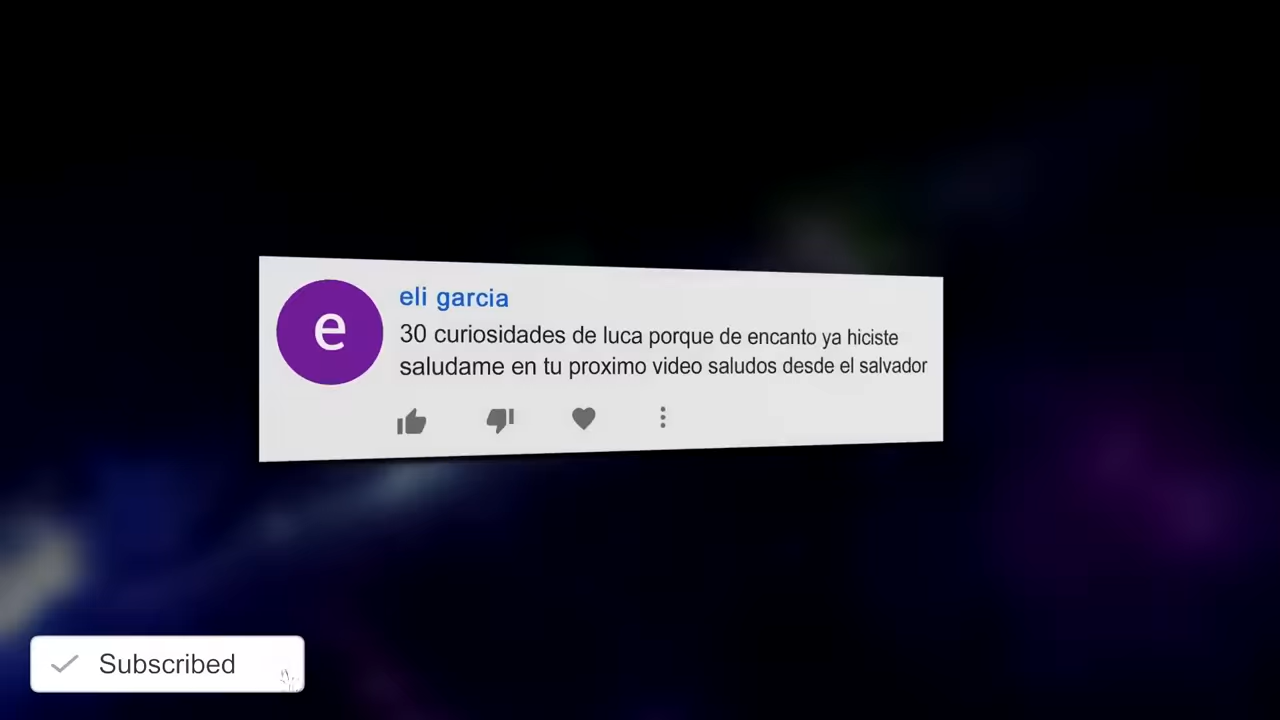 e
eli garcia
30 curiosidades de luca porque de encanto ya hiciste
saludame en tu proximo video saludos desde el salvador
Subscribed